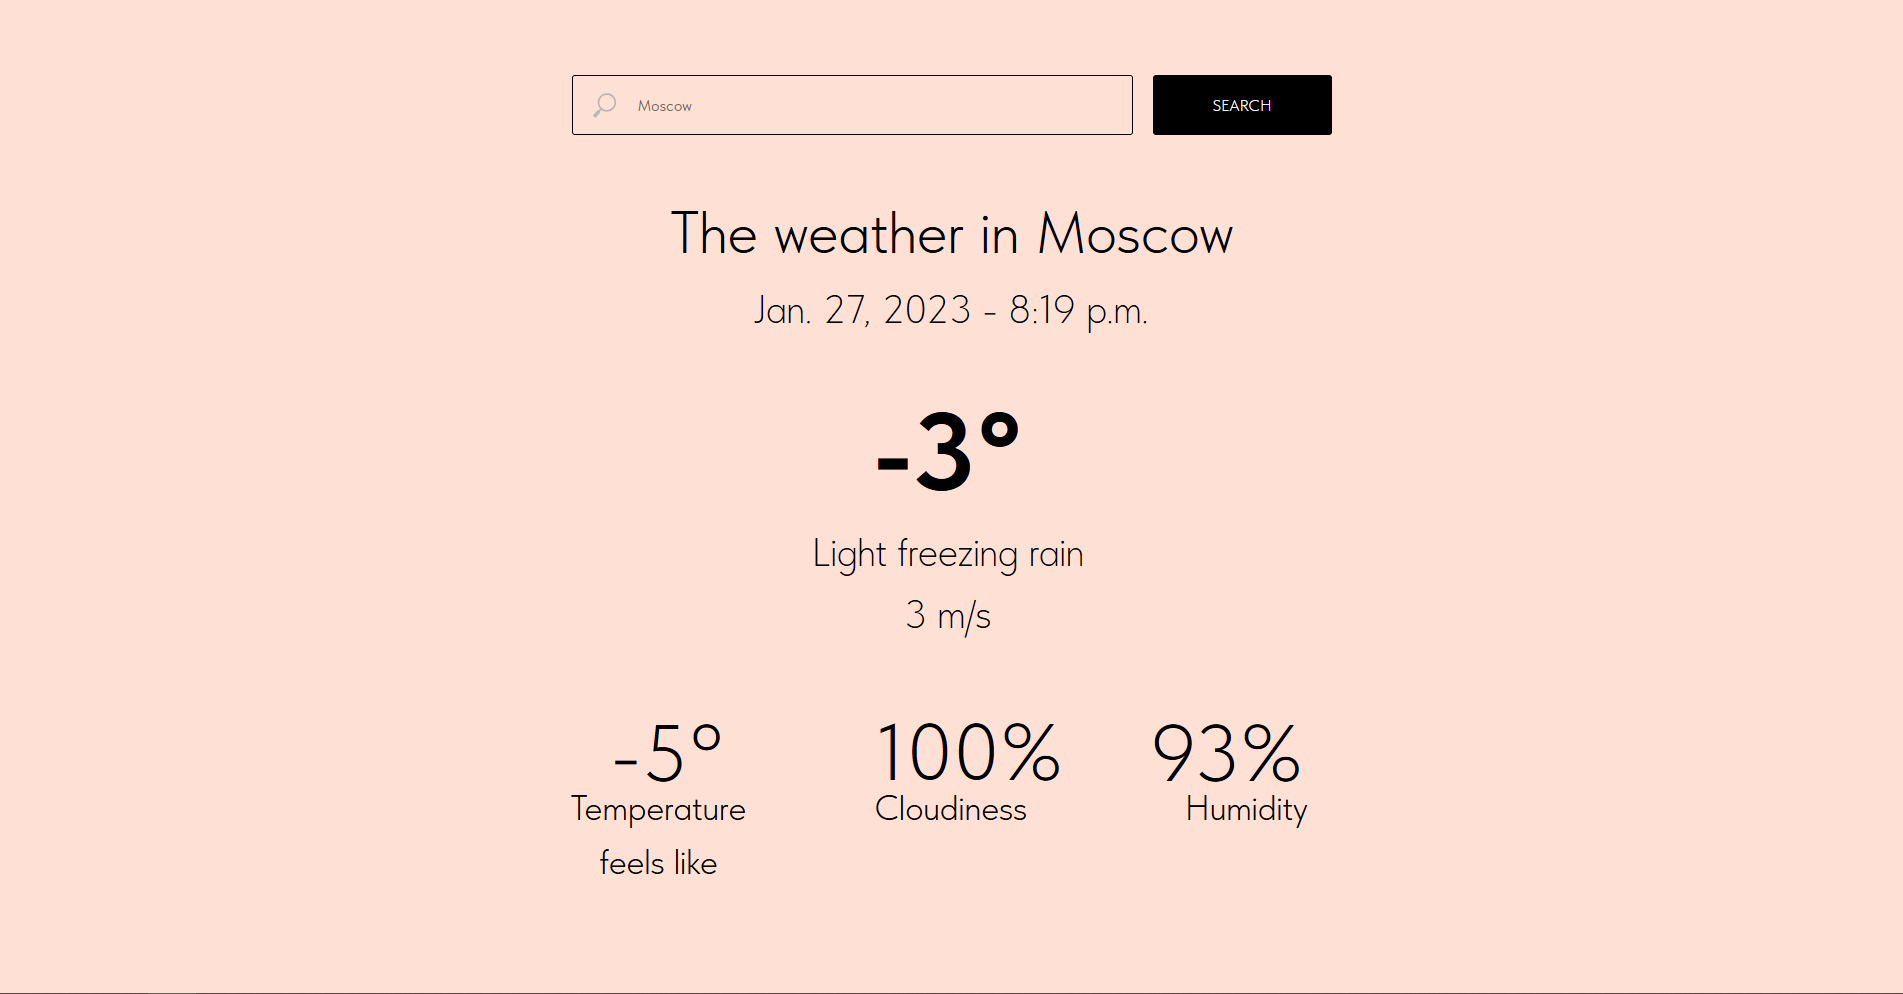 Moscow
SEARCH
The weather in Moscow
Jan. 27, 2023 - 8:19 p.m.
-3°
Light freezing rain
3 m/s
-5°
Temperature
feels like
100%
Cloudiness
93%
Humidity